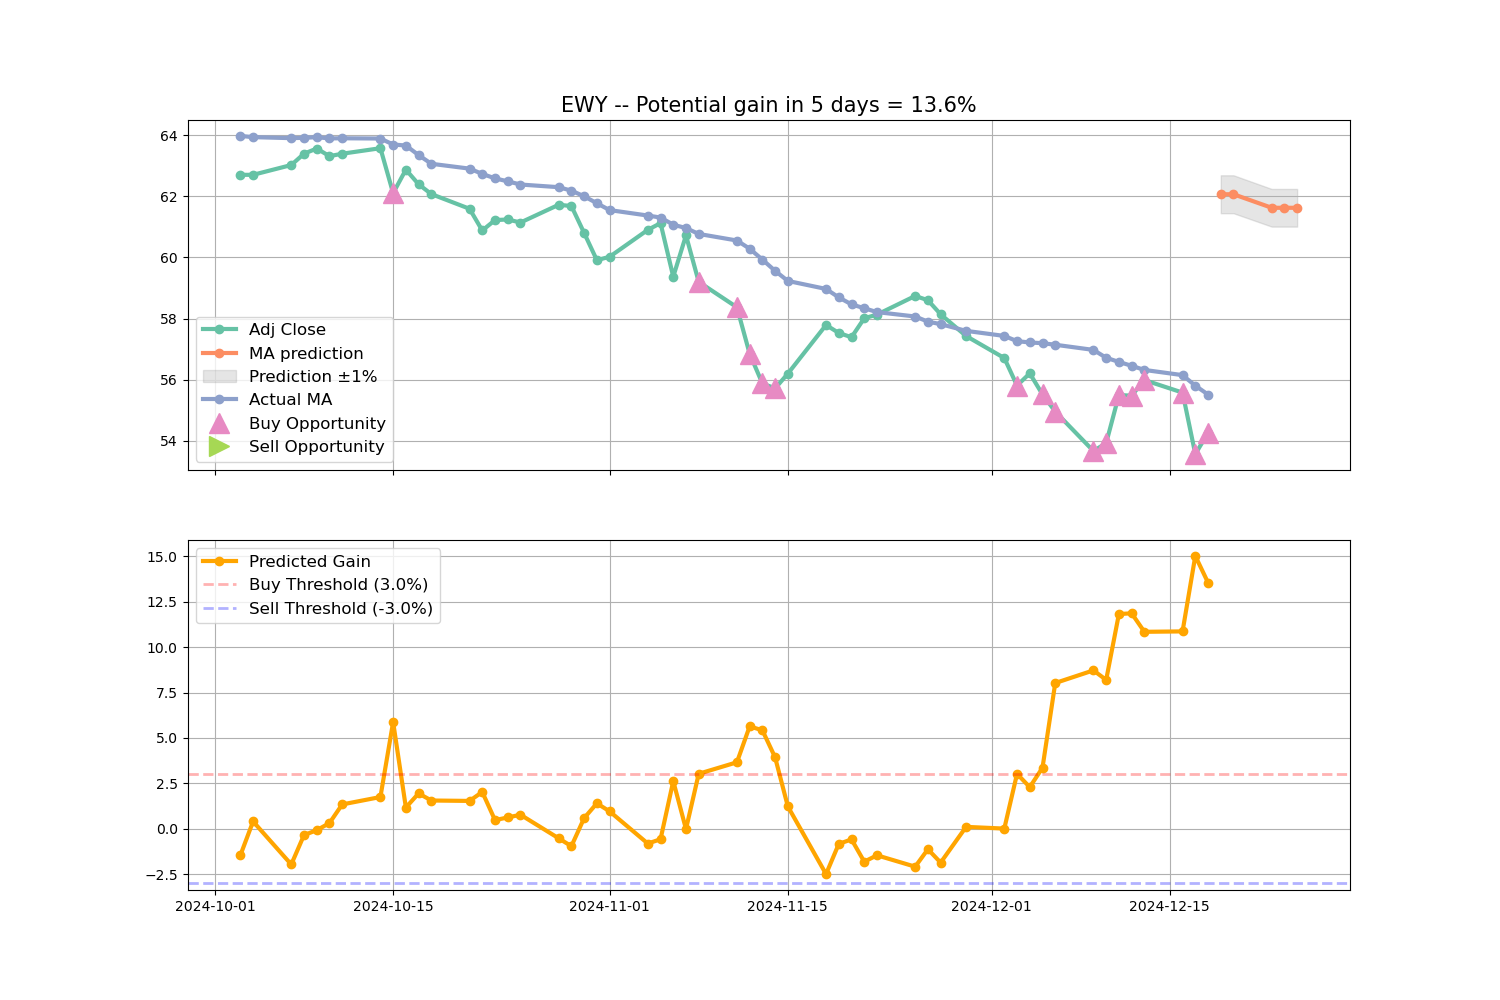 EWY -- Potential gain in 5 days = 13.6%
64
62
60
58
56
54
Adj Close
MA prediction
Prediction ±1%
Actual MA
Buy Opportunity
Sell Opportunity
15.0
12.5
10.0
7.5
5.0
2.5
0.0
−2.5
Predicted Gain
Buy Threshold (3.0%)
Sell Threshold (-3.0%)
2024-10-01
2024-10-15
2024-11-01
2024-11-15
2024-12-01
2024-12-15